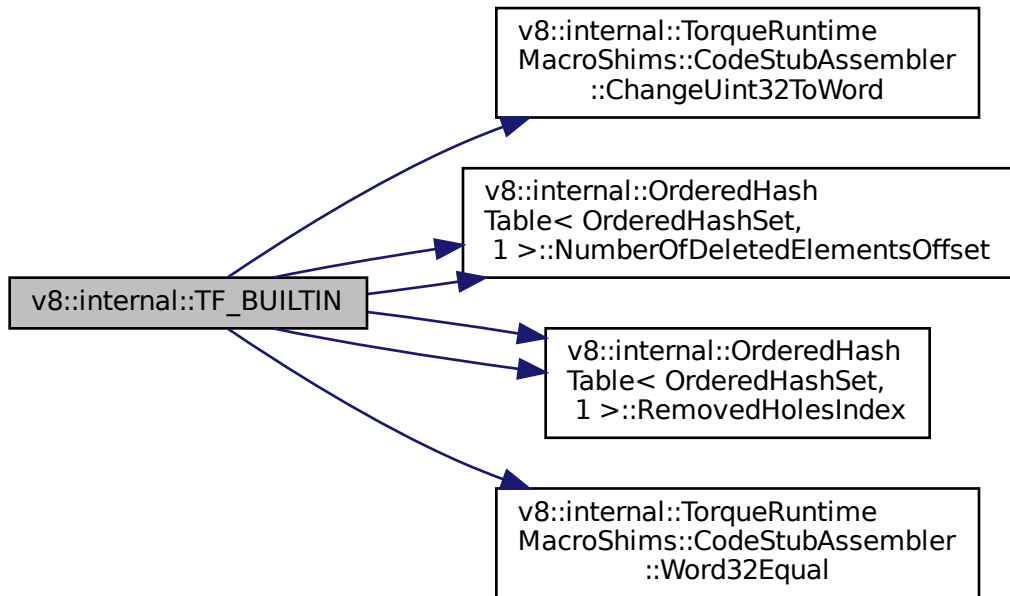 v8::internal::TorqueRuntime
MacroShims::CodeStubAssembler
::ChangeUint32ToWord
v8::internal::OrderedHash
Table< OrderedHashSet,
1 >::NumberOfDeletedElementsOffset
v8::internal::TF_BUILTIN
v8::internal::OrderedHash
Table< OrderedHashSet,
1 >::RemovedHolesIndex
v8::internal::TorqueRuntime
MacroShims::CodeStubAssembler
::Word32Equal